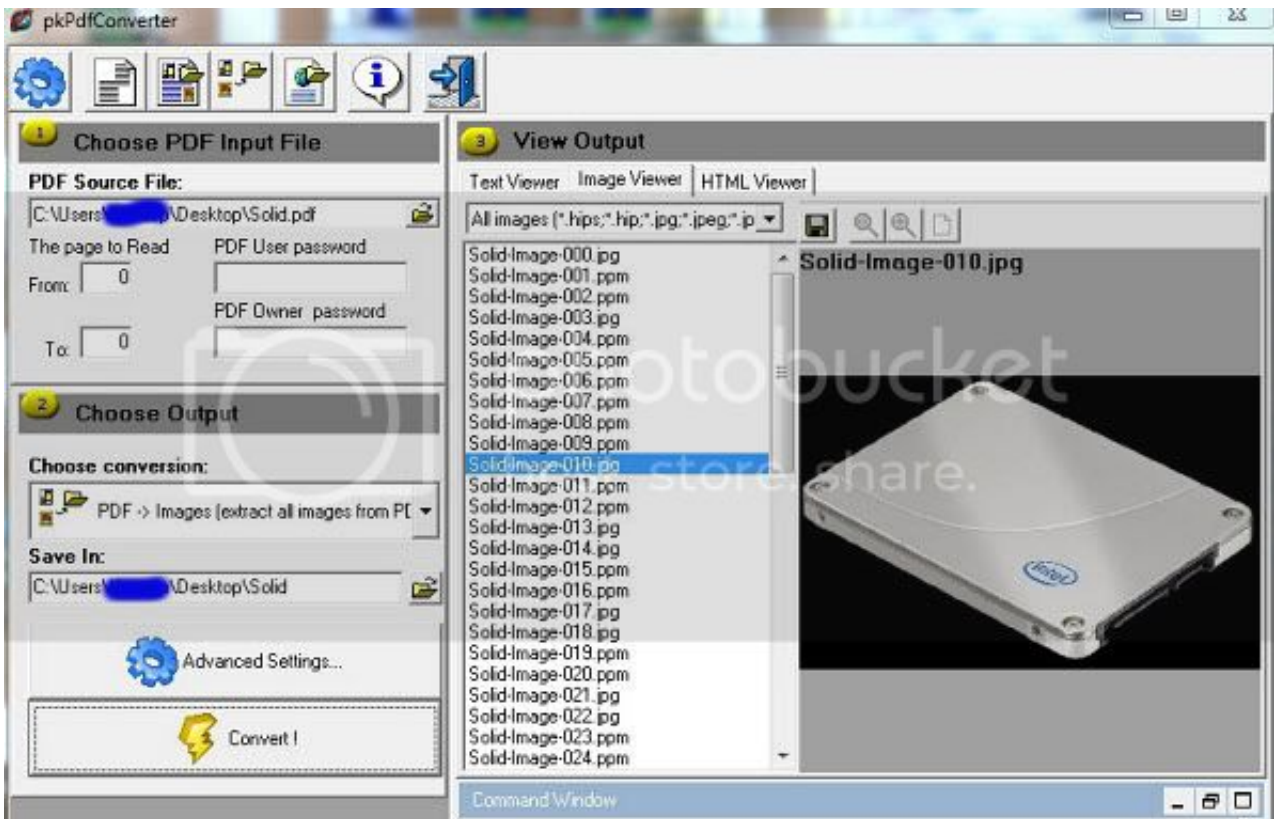 pkPdfConverter
1 Choose PDF Input File
PDF Source File:
C:\Users\ \Desktop\Solid.pdf
The page to Read PDF User password
From: 0
PDF Owner password
To: 0
2 Choose Output
Choose conversion:
PDF -> Images (extract all images from PD
Save In:
C:\Users\ \Desktop\Solid
Advanced Settings...
Convert !
3 View Output
Text Viewer Image Viewer HTML Viewer
All images (*.hips;*.hip;*.jpg;*.jpeg;*.jp
Solid-Image-000.jpg
Solid-Image-001.ppm
Solid-Image-002.ppm
Solid-Image-003.jpg
Solid-Image-004.ppm
Solid-Image-005.ppm
Solid-Image-006.ppm
Solid-Image-007.ppm
Solid-Image-008.ppm
Solid-Image-009.ppm
Solid-Image-010.jpg
Solid-Image-011.ppm
Solid-Image-012.ppm
Solid-Image-013.jpg
Solid-Image-014.jpg
Solid-Image-015.ppm
Solid-Image-016.ppm
Solid-Image-017.jpg
Solid-Image-018.jpg
Solid-Image-019.ppm
Solid-Image-020.ppm
Solid-Image-021.jpg
Solid-Image-022.jpg
Solid-Image-023.ppm
Solid-Image-024.ppm
Solid-Image-010.jpg
intel
Command Window
photobucket
store. share.